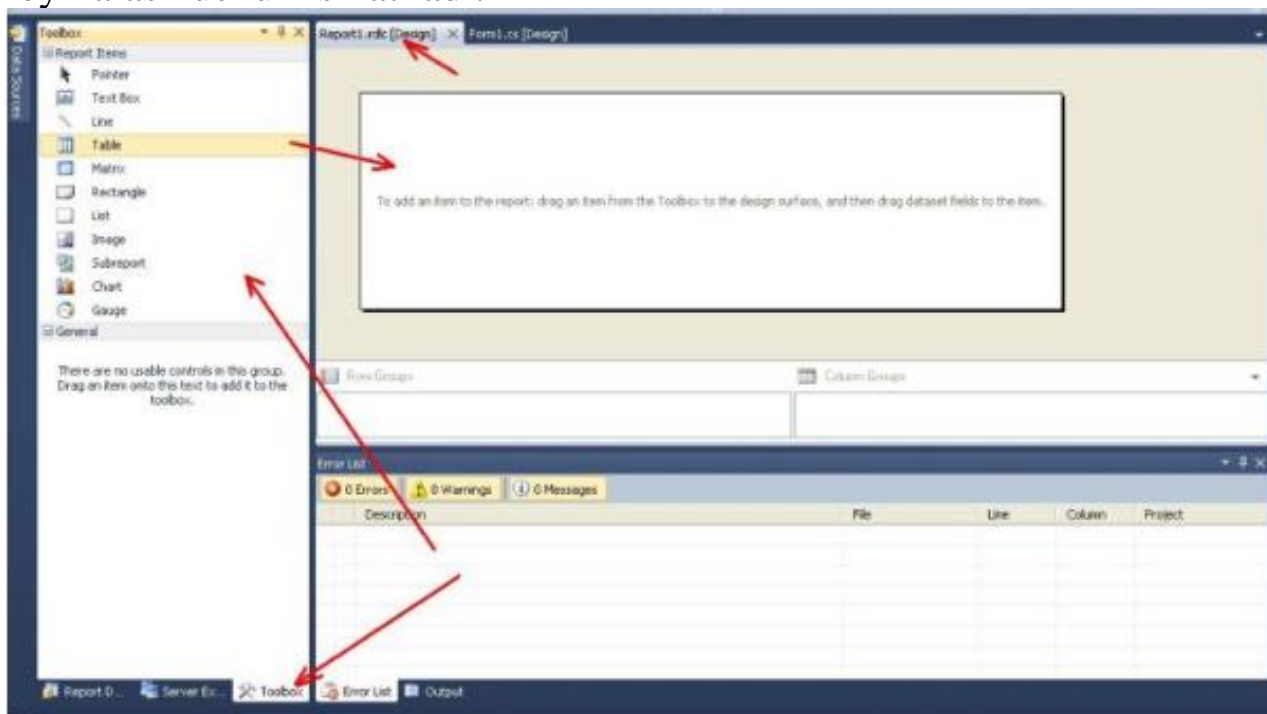 Data Sources
Toolbox
Report Items
Pointer
Text Box
Line
Table
Matrix
Rectangle
List
Image
Subreport
Chart
Gauge
General
There are no usable controls in this group.
Drag an item onto this text to add it to the
toolbox.
Report D...
Server Ex...
Toolbox
Report1.rdlc [Design]
Form1.cs [Design]
To add an item to the report: drag an item from the Toolbox to the design surface, and then drag dataset fields to the item.
Row Groups
Column Groups
Error List
0 Errors
0 Warnings
0 Messages
Description
File
Line
Column
Project
Error List
Output